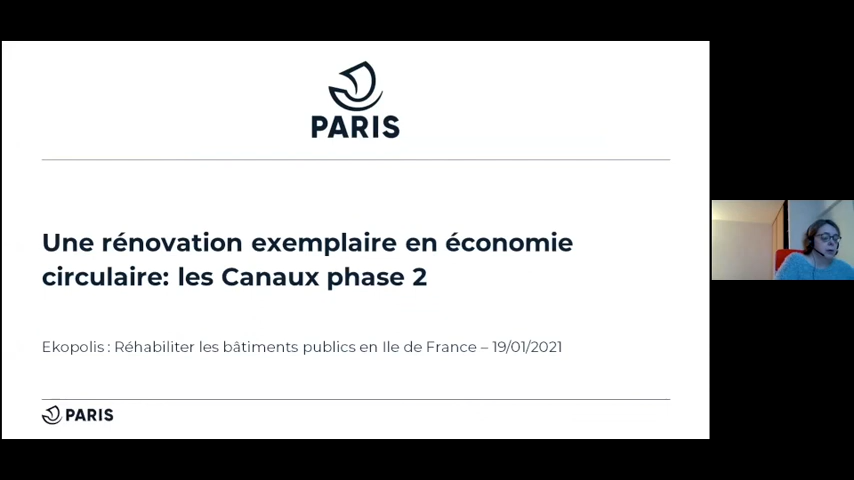 PARIS
Une rénovation exemplaire en économie
circulaire: les Canaux phase 2
Ekopolis : Réhabiliter les bâtiments publics en Ile de France – 19/01/2021
PARIS